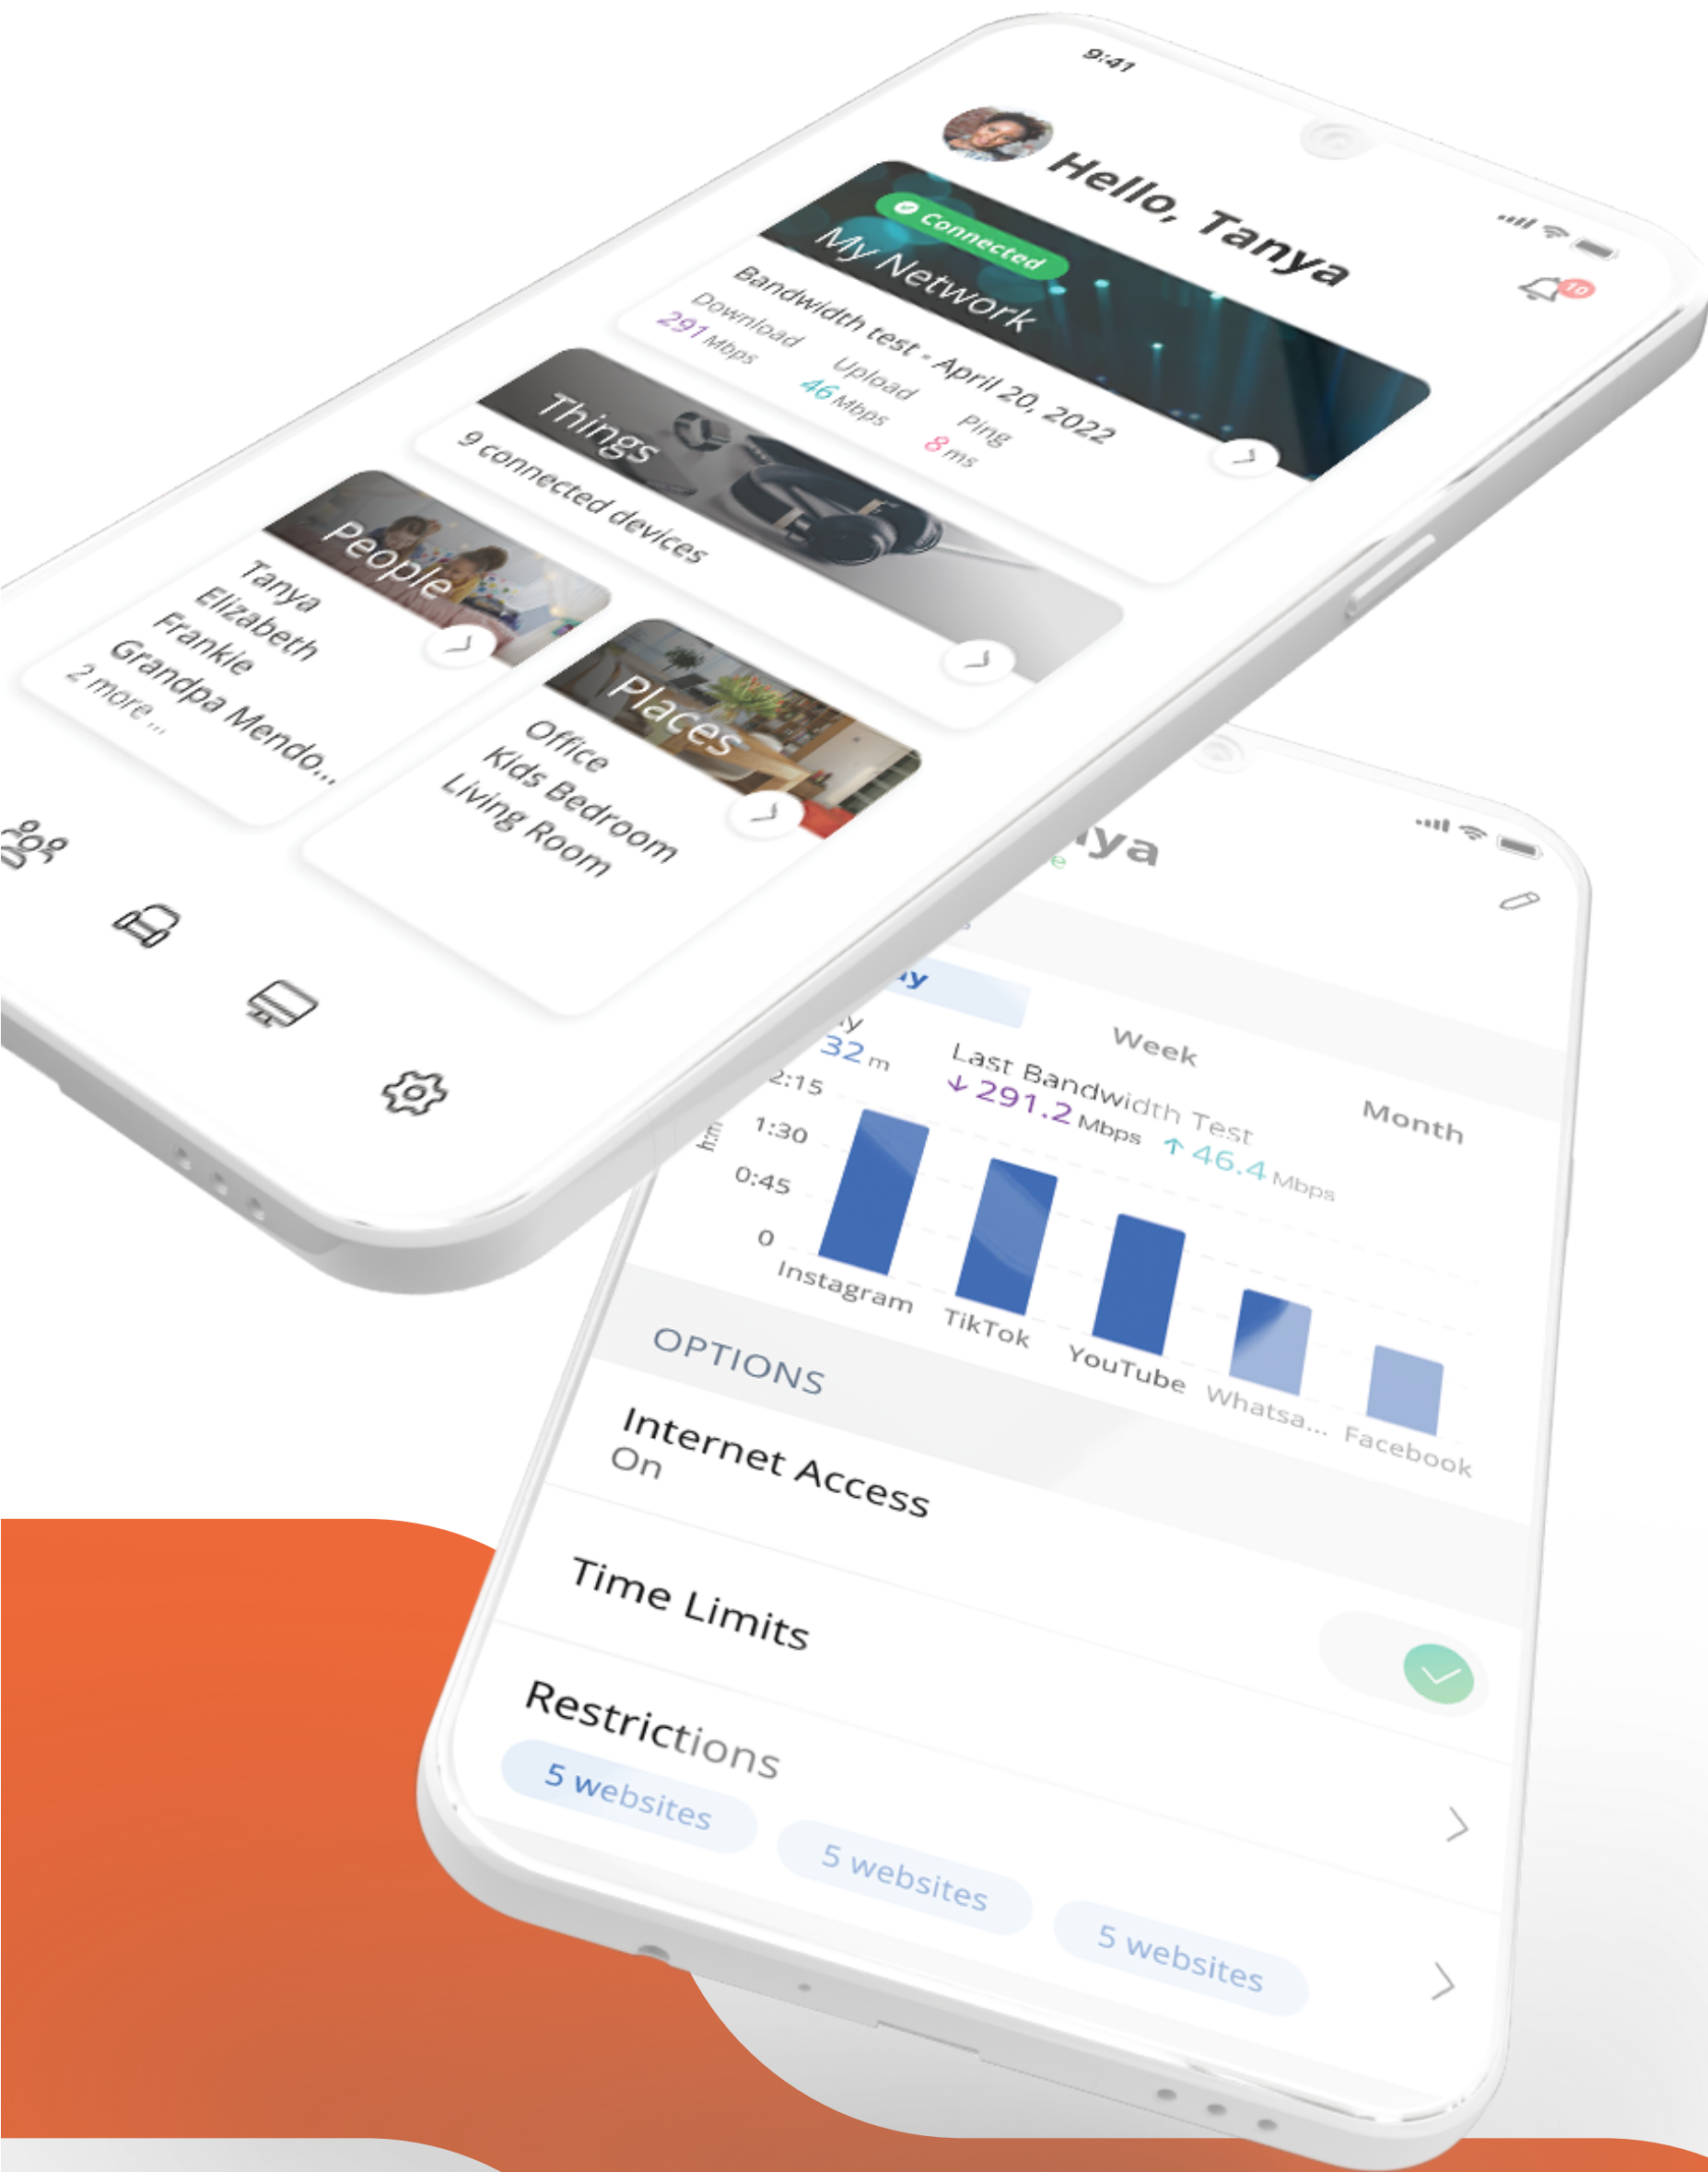 9:41
Hello, Tanya
10
Connected
My Network
Bandwidth test - April 20, 2022
Download Upload Ping
291 Mbps 46 Mbps 8 ms
Things
9 connected devices
People
Tanya
Elizabeth
Frankie
Grandpa Mendo...
2 more ...
Places
Office
Kids Bedroom
Living Room
Week
Month
32 m
Last Bandwidth Test
↓ 291.2 Mbps ↑ 46.4 Mbps
2:15
1:30
0:45
0
h:m
Instagram TikTok YouTube Whatsa... Facebook
OPTIONS
Internet Access
On
Time Limits
Restrictions
5 websites 5 websites 5 websites